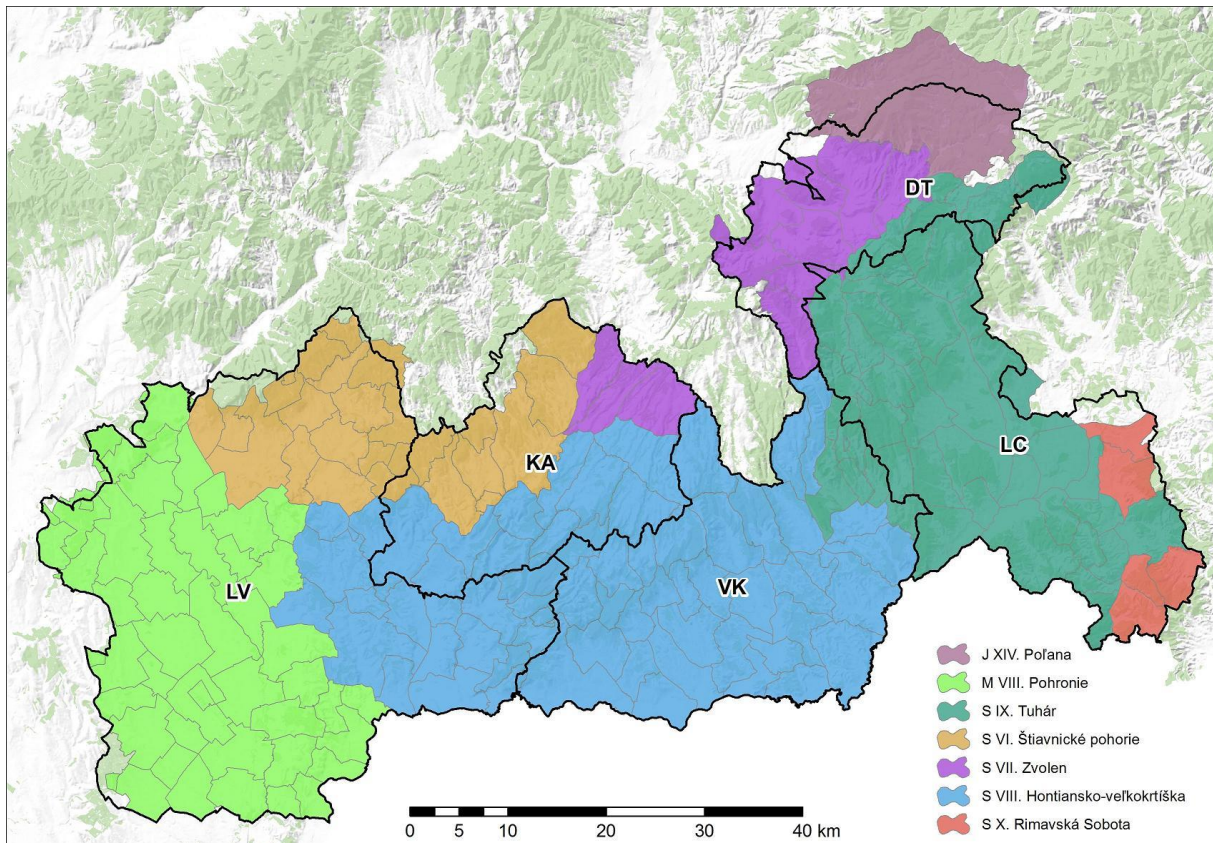 DT
LC
KA
LV
VK
J XIV. Poľana
M VIII. Pohronie
S IX. Tuhár
S VI. Štiavnické pohorie
S VII. Zvolen
S VIII. Hontiansko-veľkokrtíška
S X. Rimavská Sobota
0 5 10 20 30 40 km